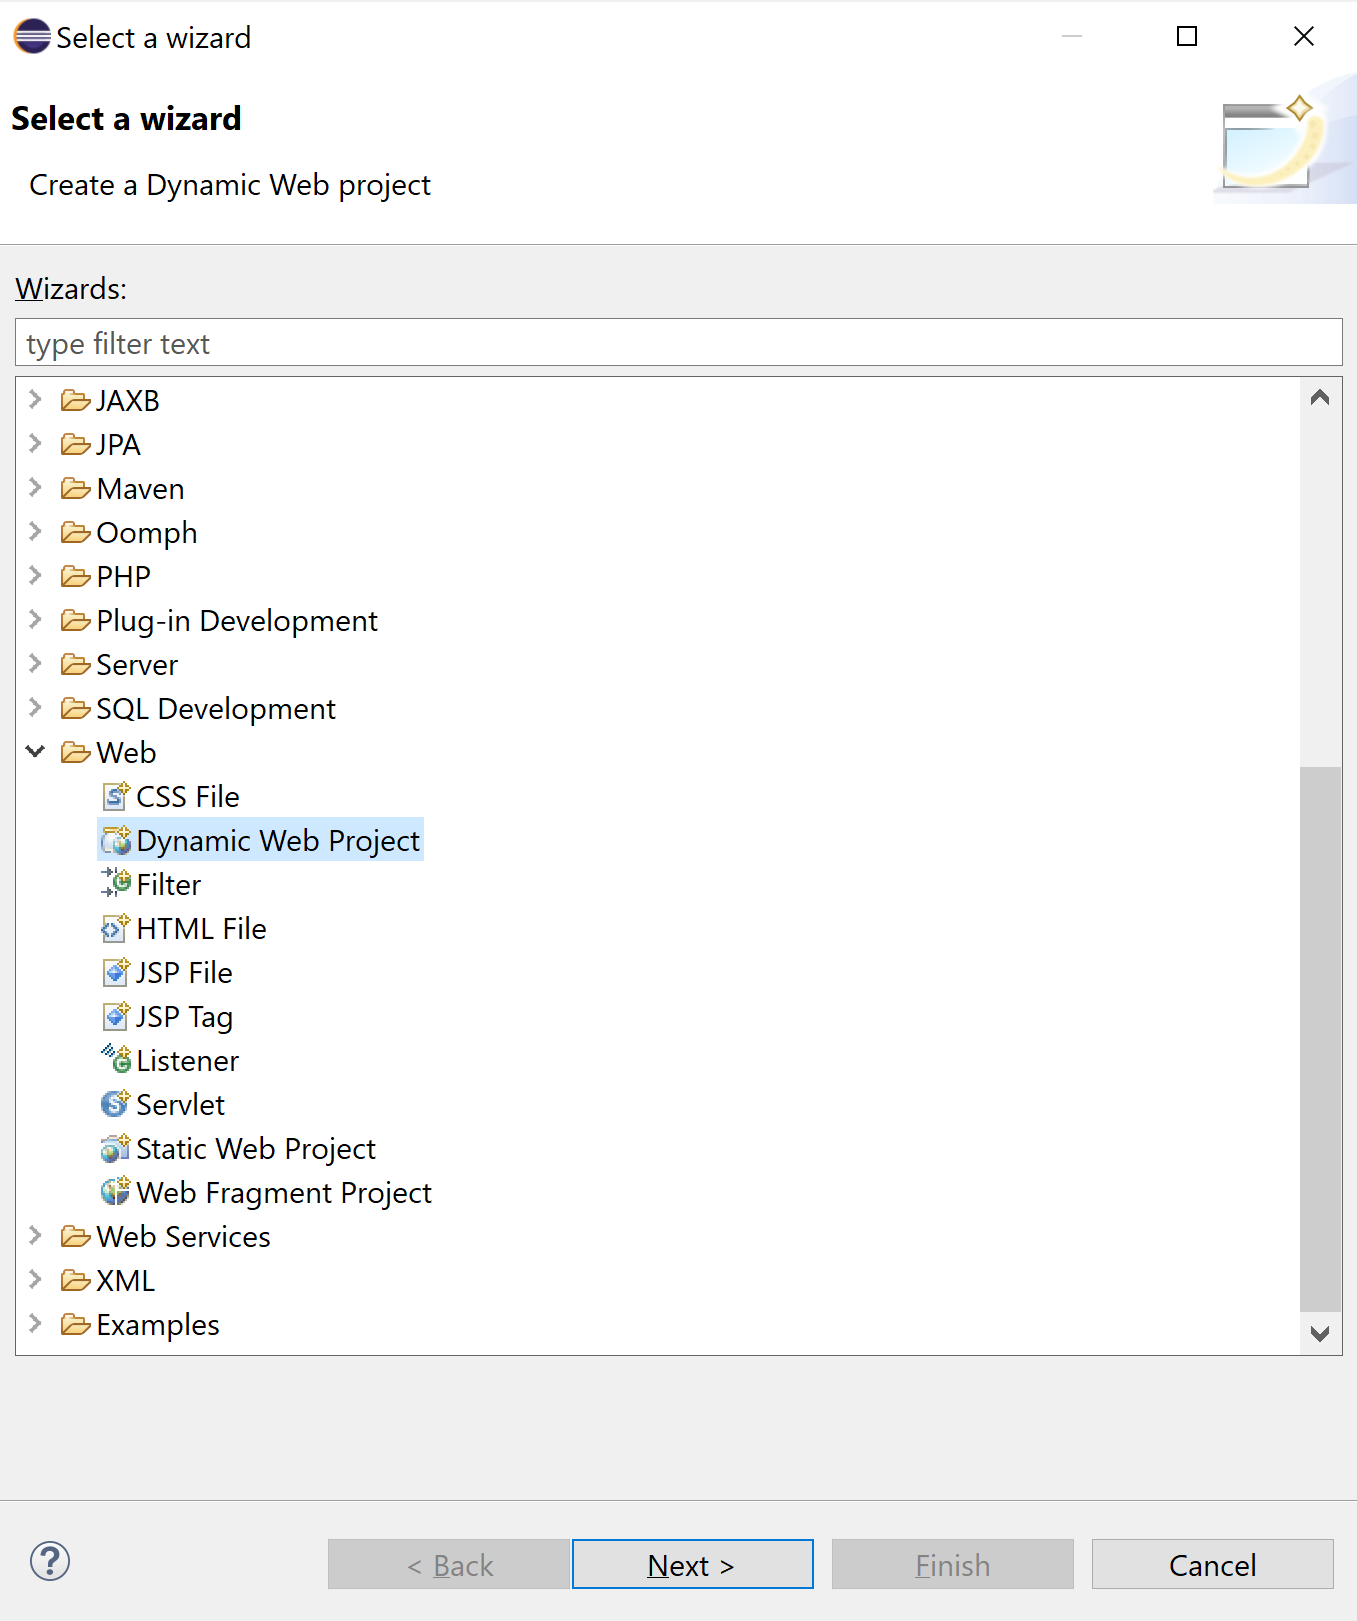 Select a wizard
Select a wizard
Create a Dynamic Web project
Wizards:
type filter text
JAXB
JPA
Maven
Oomph
PHP
Plug-in Development
Server
SQL Development
Web
CSS File
Dynamic Web Project
Filter
HTML File
JSP File
JSP Tag
Listener
Servlet
Static Web Project
Web Fragment Project
Web Services
XML
Examples
< Back Next > Finish Cancel